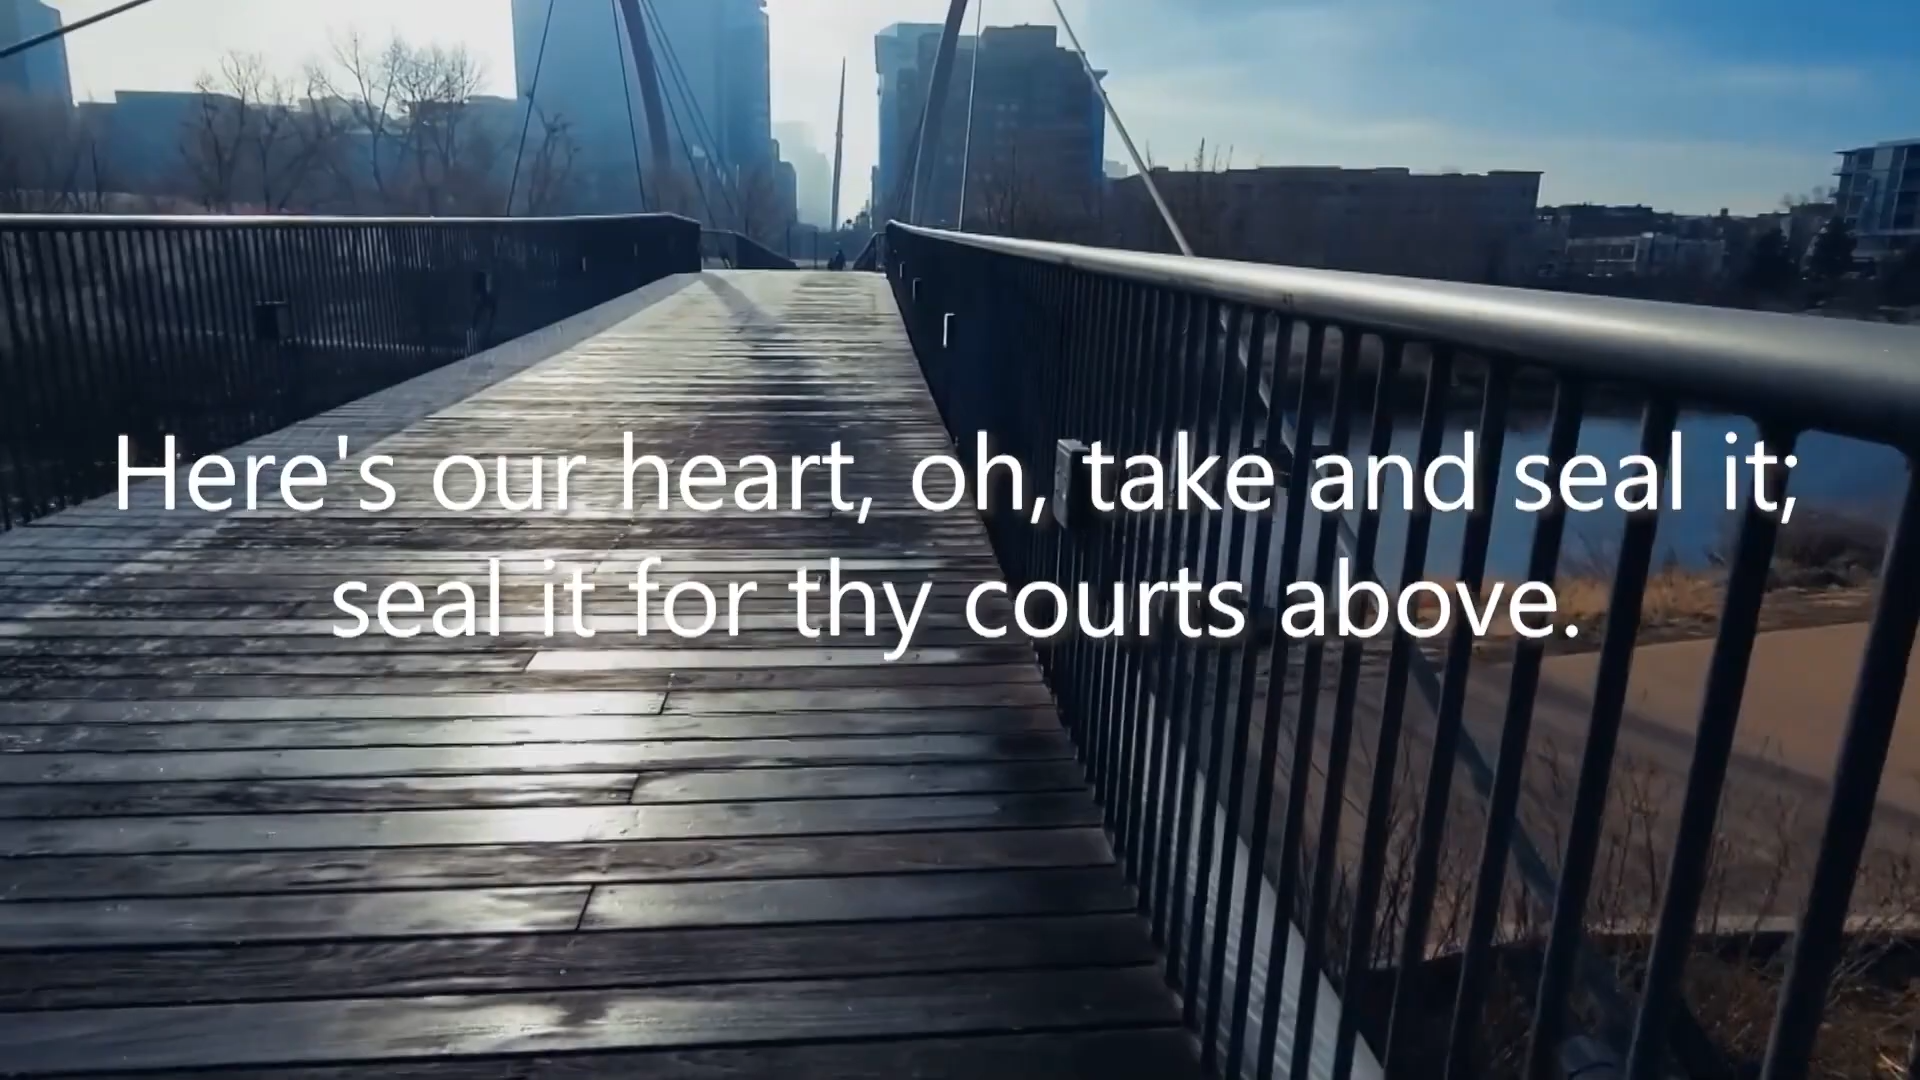 Here's our heart, oh, take and seal it;
seal it for thy courts above.